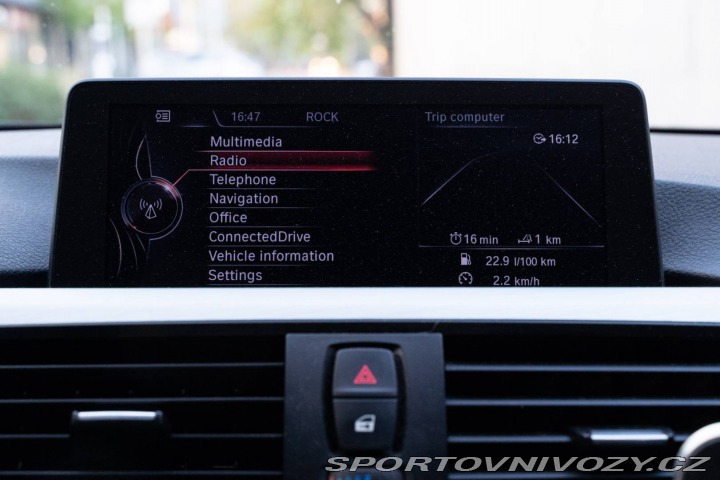 16:47 ROCK
Multimedia
Radio
Telephone
Navigation
Office
ConnectedDrive
Vehicle information
Settings
Trip computer
16:12
16 min 1 km
22.9 l/100 km
2.2 km/h
SPORTOVNIVOZY.CZ